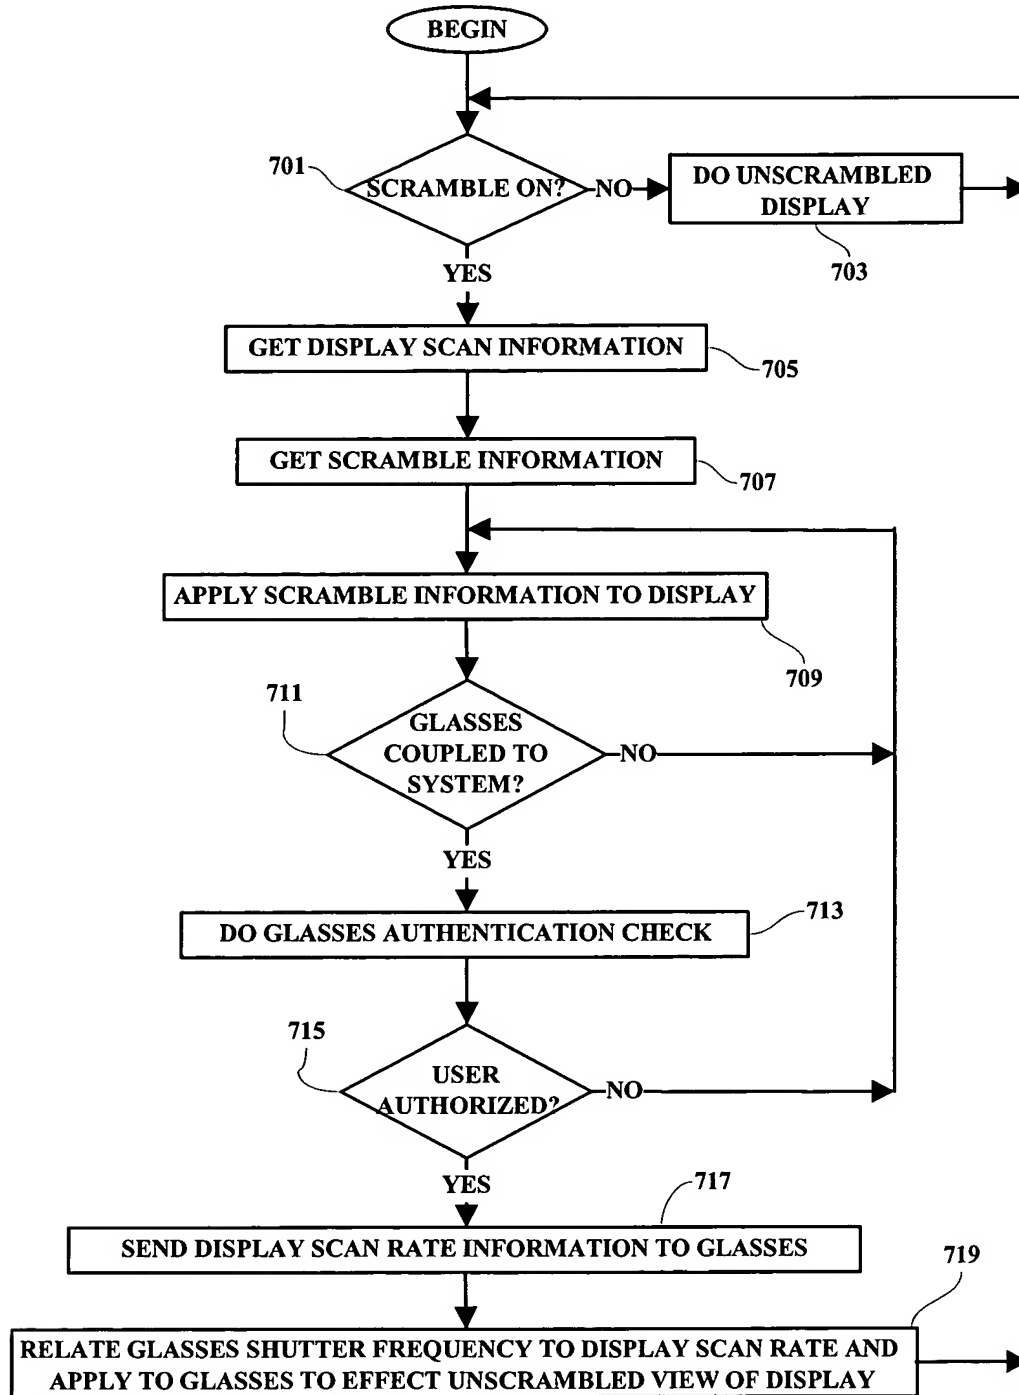 BEGIN
701
SCRAMBLE ON?
NO
DO UNSCRAMBLED
DISPLAY
703
YES
GET DISPLAY SCAN INFORMATION
705
GET SCRAMBLE INFORMATION
707
APPLY SCRAMBLE INFORMATION TO DISPLAY
709
711
GLASSES
COUPLED TO
SYSTEM?
NO
YES
DO GLASSES AUTHENTICATION CHECK
713
715
USER
AUTHORIZED?
NO
YES
717
SEND DISPLAY SCAN RATE INFORMATION TO GLASSES
719
RELATE GLASSES SHUTTER FREQUENCY TO DISPLAY SCAN RATE AND
APPLY TO GLASSES TO EFFECT UNSCRAMBLED VIEW OF DISPLAY